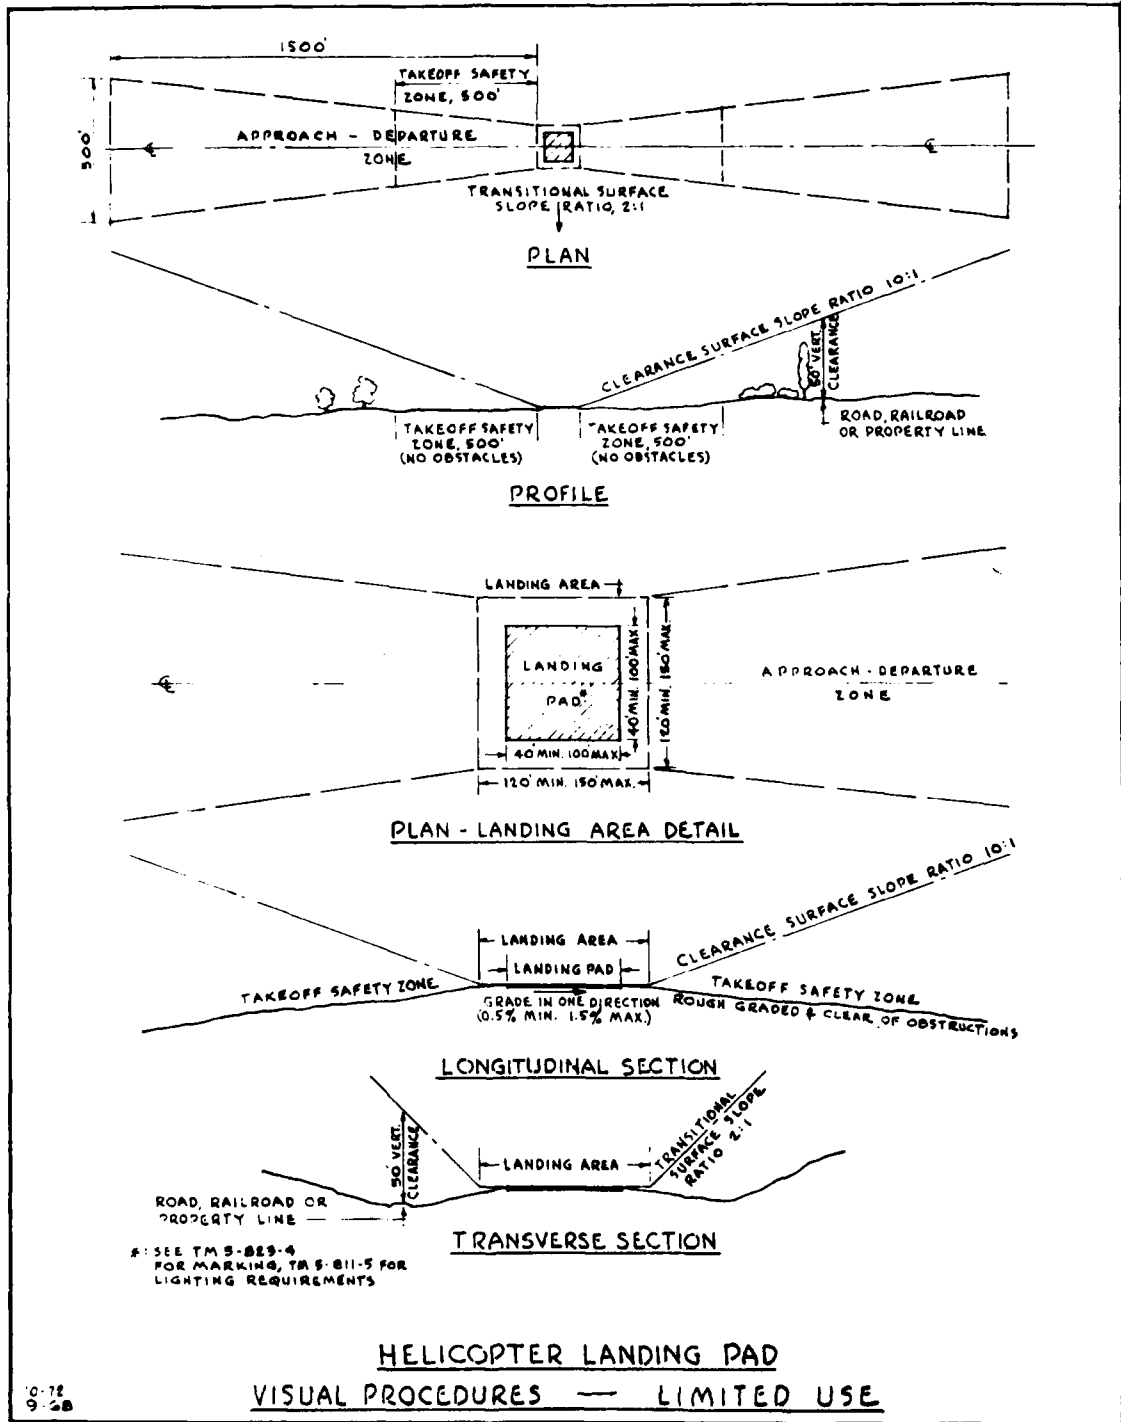 1500'
TAKEOFF SAFETY
ZONE, 500'
500'
APPROACH - DEPARTURE
ZONE
℄
℄
TRANSITIONAL SURFACE
SLOPE RATIO, 2:1
PLAN
CLEARANCE SURFACE SLOPE RATIO 10:1
50' VERT.
CLEARANCE
TAKEOFF SAFETY
ZONE, 500'
(NO OBSTACLES)
TAKEOFF SAFETY
ZONE, 500'
(NO OBSTACLES)
ROAD, RAILROAD
OR PROPERTY LINE
PROFILE
LANDING AREA
LANDING
PAD*
40' MIN. 100' MAX
120' MIN. 150' MAX.
℄
APPROACH - DEPARTURE
ZONE
40' MIN. 100' MAX
120' MIN. 150' MAX.
PLAN - LANDING AREA DETAIL
CLEARANCE SURFACE SLOPE RATIO 10:1
LANDING AREA
LANDING PAD
TAKEOFF SAFETY ZONE
GRADE IN ONE DIRECTION
(0.5% MIN. 1.5% MAX.)
TAKEOFF SAFETY ZONE
ROUGH GRADED & CLEAR OF OBSTRUCTIONS
LONGITUDINAL SECTION
50' VERT.
CLEARANCE
LANDING AREA
TRANSITIONAL
SURFACE SLOPE
RATIO 2:1
ROAD, RAILROAD OR
PROPERTY LINE
TRANSVERSE SECTION
*: SEE TM 5-823-4
FOR MARKING, TM 5-811-5 FOR
LIGHTING REQUIREMENTS
HELICOPTER LANDING PAD
VISUAL PROCEDURES — LIMITED USE